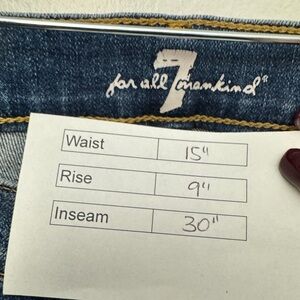 7
for all mankind®
Waist 15"
Rise 9"
Inseam 30"